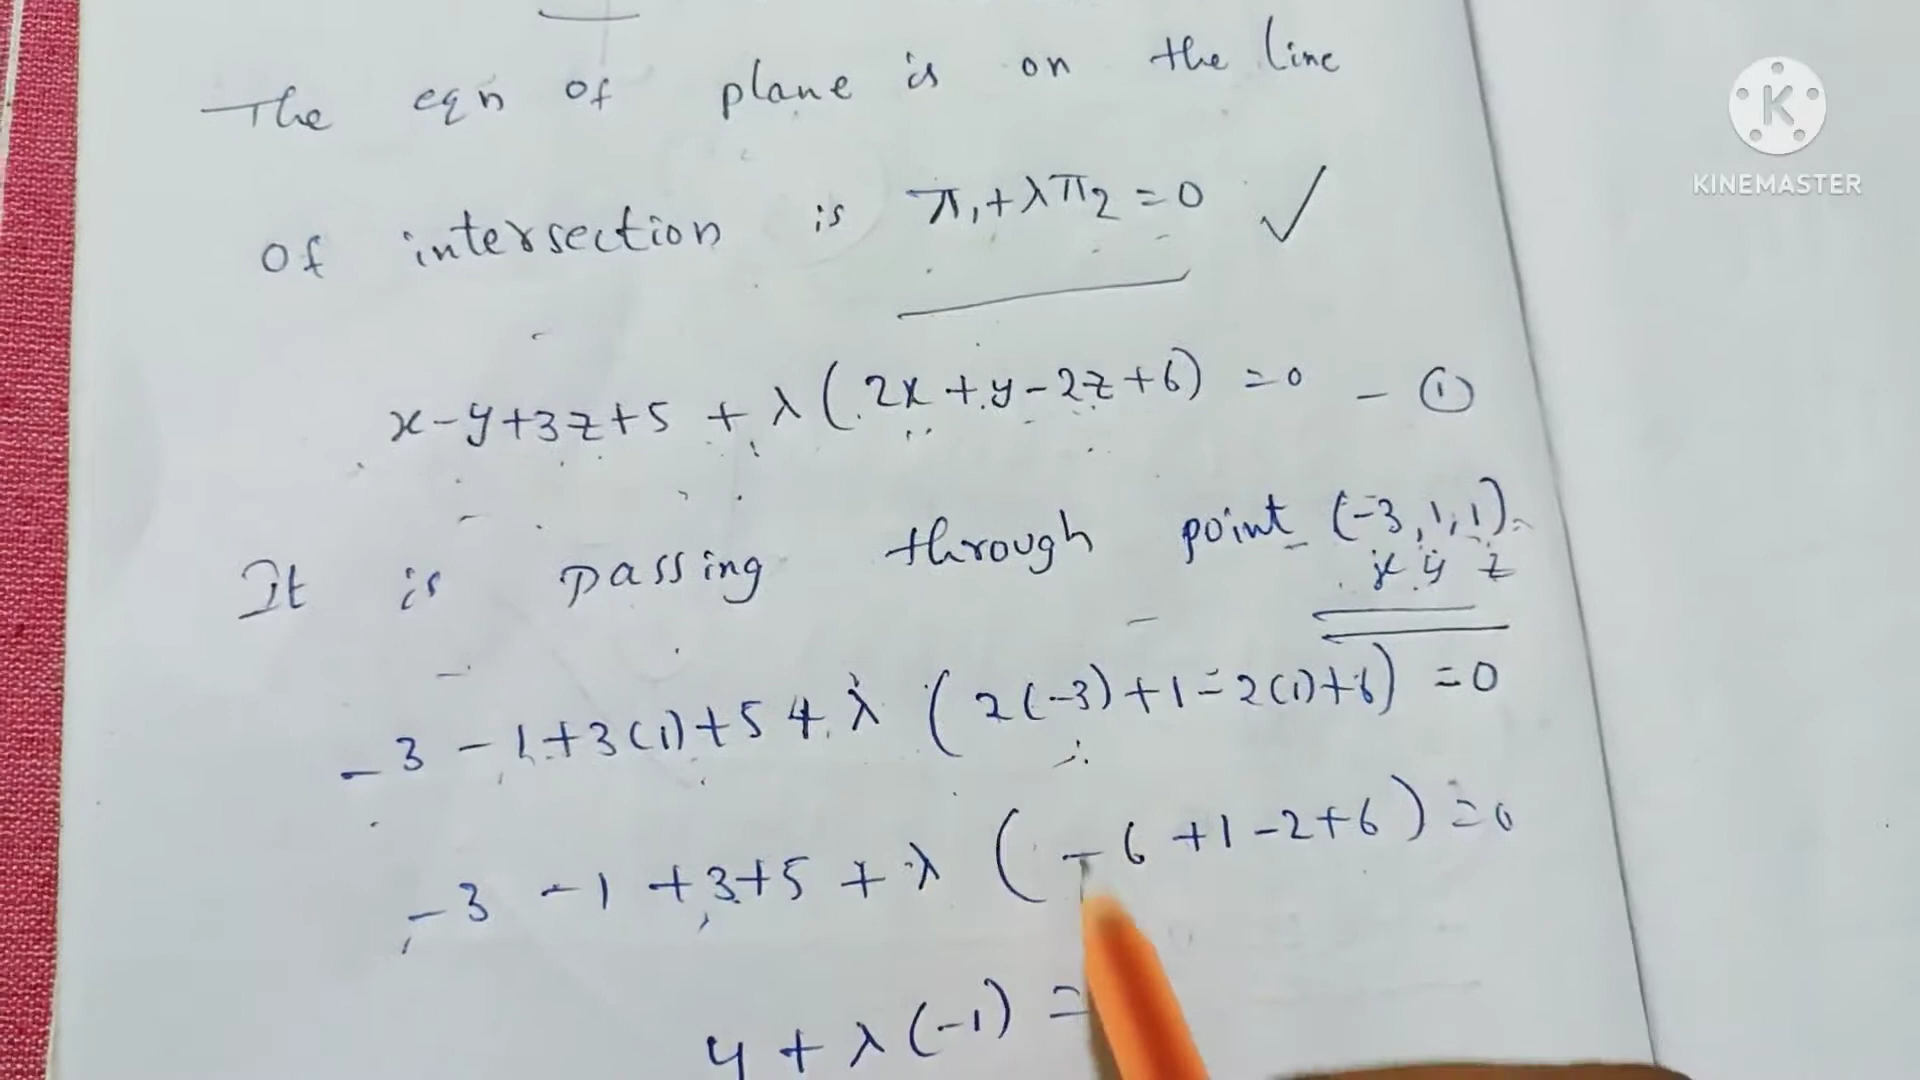 The eqn of plane is on the line
of intersection is π₁+λπ₂=0 ✓
x-y+3z+5 +λ(2x+y-2z+6) =0 - ①
It is passing through point (-3,1,1).
x y z
-3 -1+3(1)+5+λ (2(-3)+1-2(1)+6) =0
-3 -1 +3+5 +λ (-6+1-2+6) =0
4+λ(-1) =
K
KINEMASTER